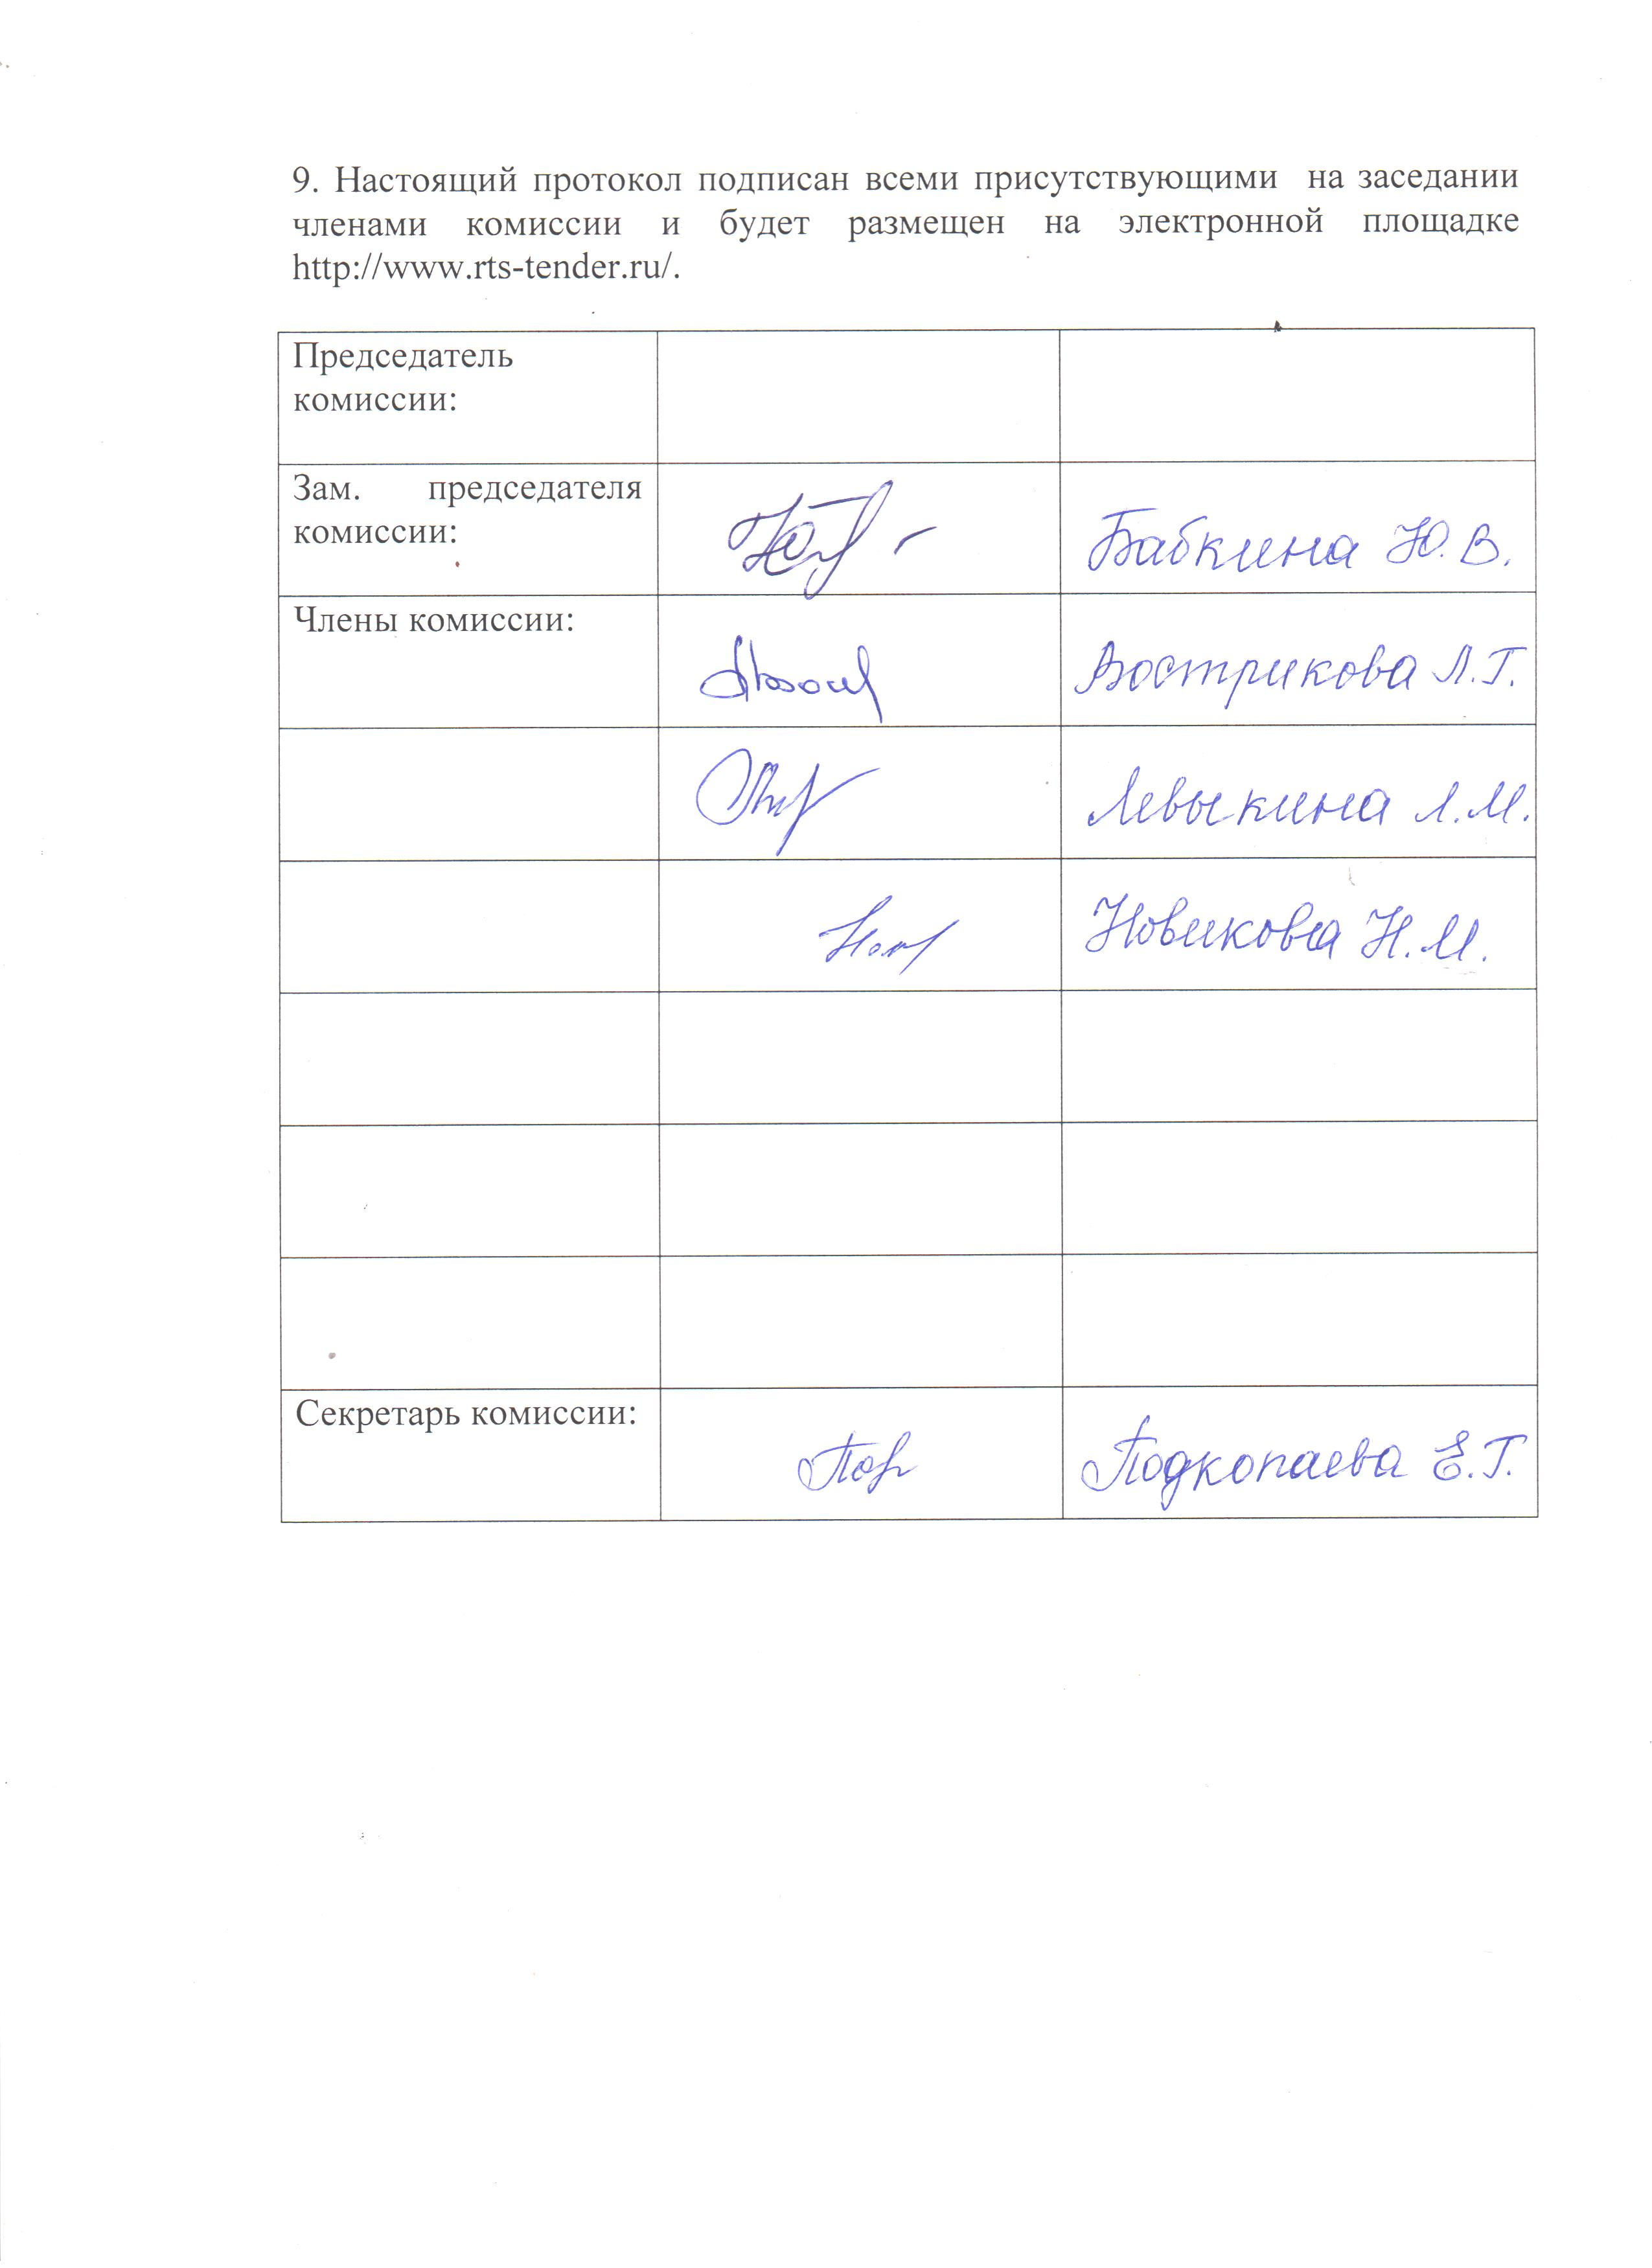 9. Настоящий протокол подписан всеми присутствующими на заседании
членами комиссии и будет размещен на электронной площадке
http://www.rts-tender.ru/.
Председатель
комиссии:
Зам. председателя
комиссии:
Бабкина Ю.В.
Члены комиссии:
Вострикова Л.Г.
Левыкина Л.М.
Новикова Н.М.
Секретарь комиссии:
Подкопаева Е.Г.